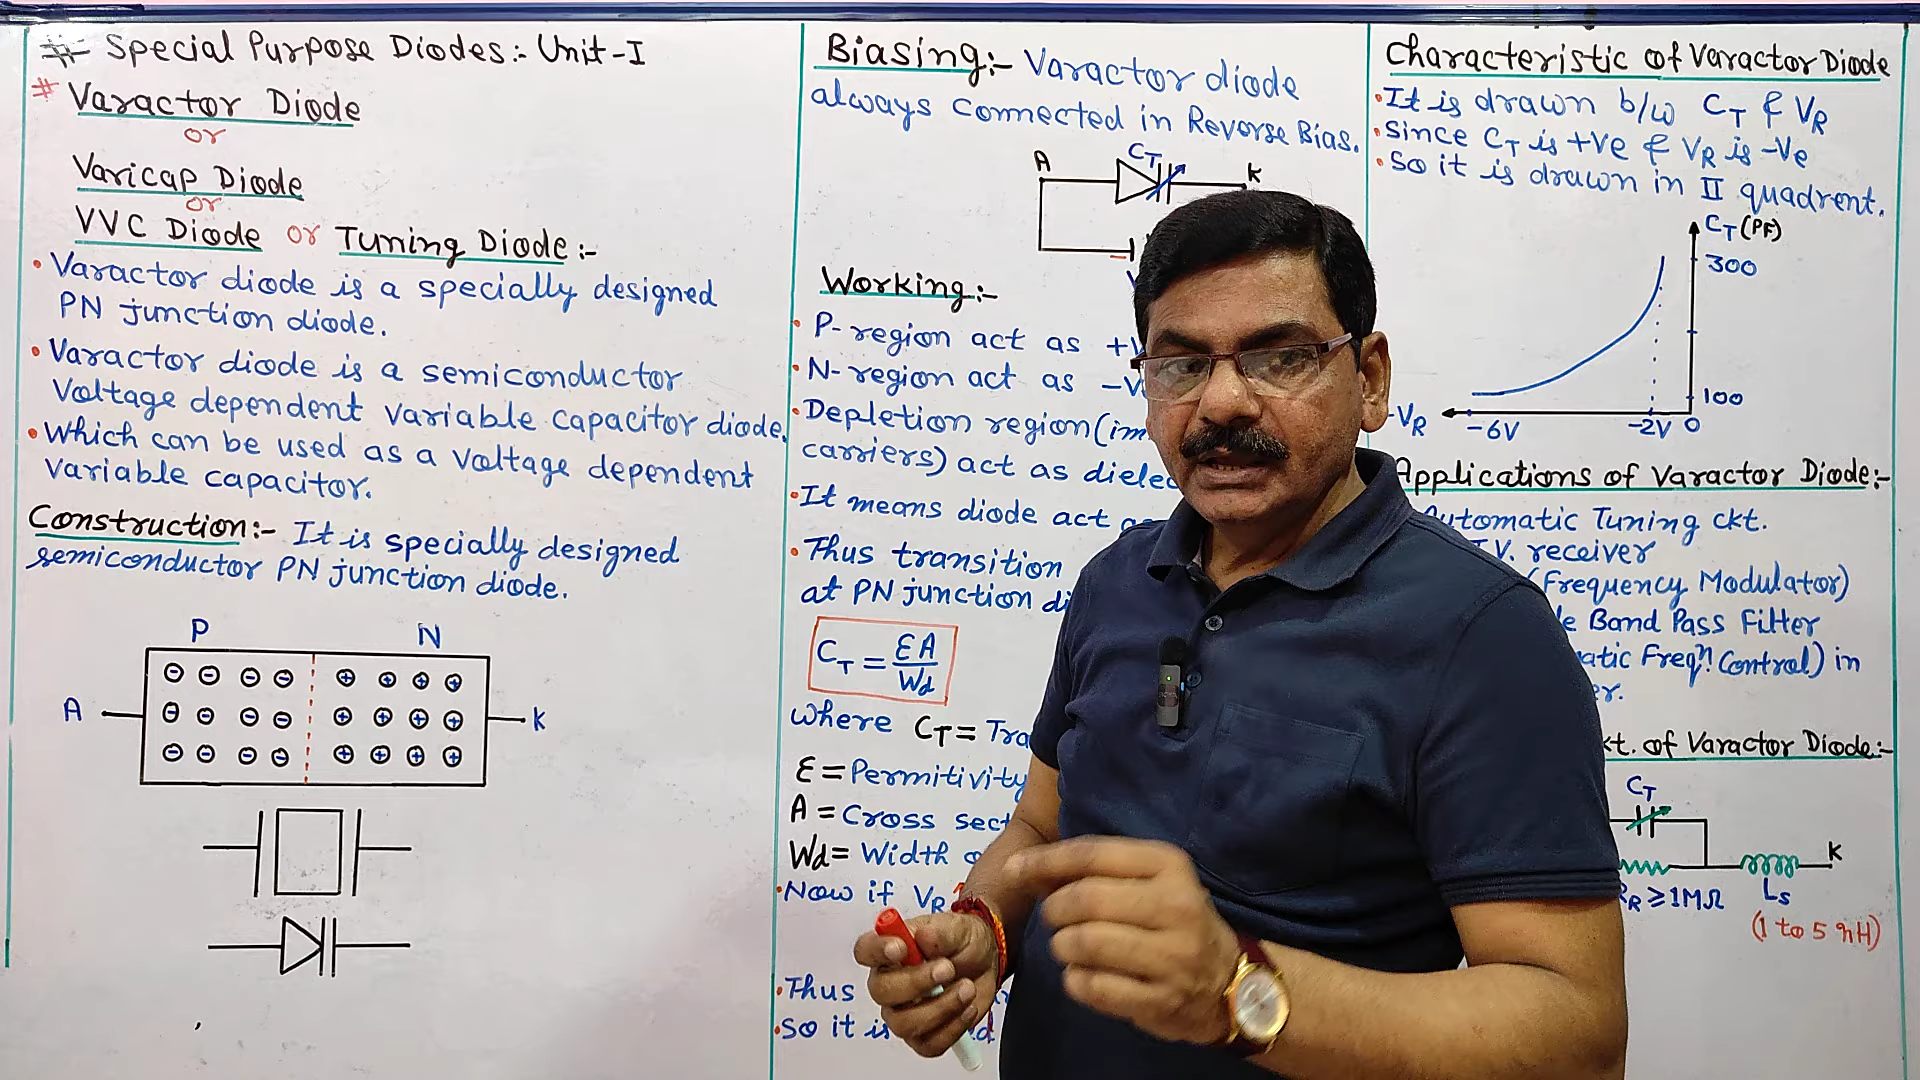 # Special Purpose Diodes:- Unit-I
# Varactor Diode
or
Varicap Diode
or
VVC Diode or Tuning Diode:-
• Varactor diode is a specially designed
PN junction diode.
• Varactor diode is a semiconductor
Voltage dependent variable capacitor diode.
• Which can be used as a voltage dependent
variable capacitor.
Construction:- It is specially designed
semiconductor PN junction diode.
P N
A K
Biasing:- Varactor diode
always connected in Reverse Bias.
CT
A K
Working:-
• P-region act as
• N-region act as
• Depletion region
carriers) act as
• It means diode act
• Thus transition
at PN junction
CT = εA/Wd
where CT =
ε = Permitivity
A = Cross
Wd = Width
• Now if VR
• Thus
• So it is
Characteristic of Varactor Diode
• It is drawn b/w CT & VR
• Since CT is +ve & VR is -ve
• So it is drawn in II quadrent.
CT (PF)
300
100
-VR -6V -2V 0
Applications of Varactor Diode:-
Automatic Tuning ckt.
T.V. receiver
(Frequency Modulator)
Band Pass Filter
Freqn. Control) in
of Varactor Diode:-
CT
K
RR ≥ 1MΩ LS
(1 to 5 nH)